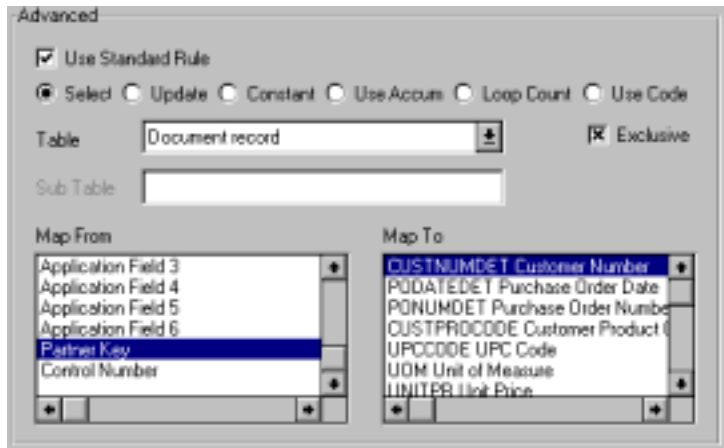 Advanced
Use Standard Rule
Select Update Constant Use Accum Loop Count Use Code
Table Document record Exclusive
Sub Table
Map From Map To
Application Field 3
Application Field 4
Application Field 5
Application Field 6
Partner Key
Control Number
CUSTNUMDET Customer Number
PODATEDET Purchase Order Date
PONUMDET Purchase Order Numbe
CUSTPROCODE Customer Product
UPCCODE UPC Code
UOM Unit of Measure
UNITPR Unit Price